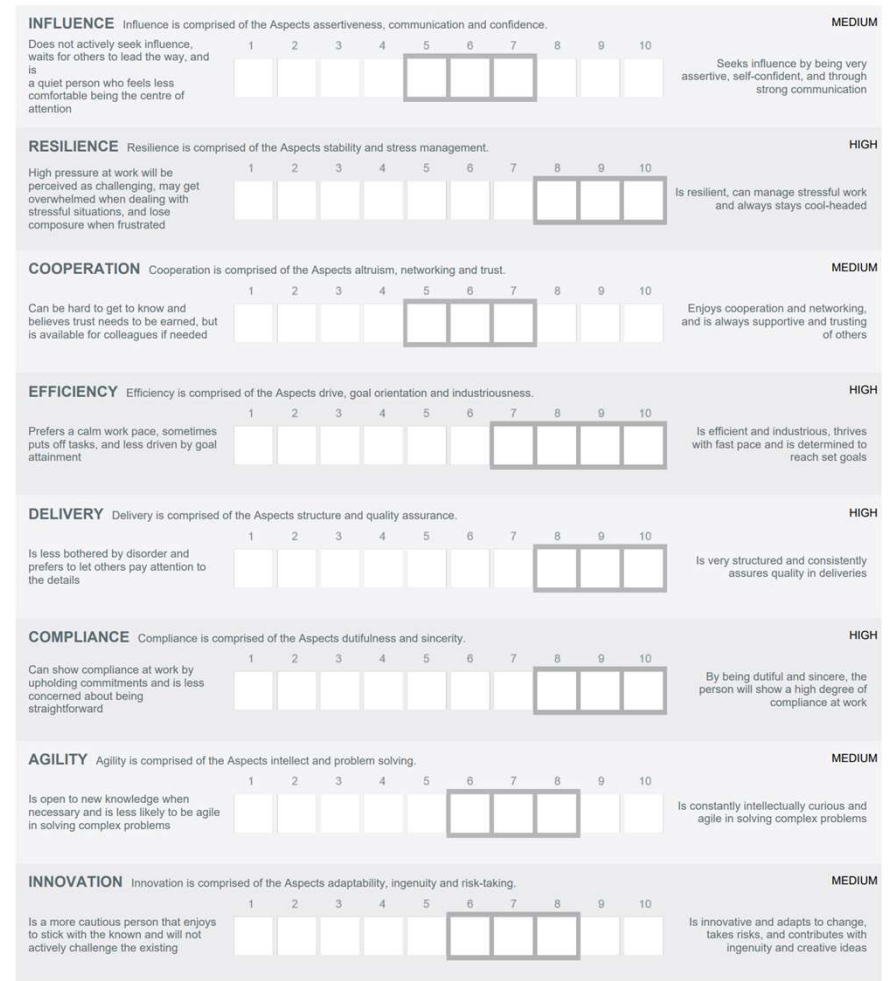 INFLUENCE Influence is comprised of the Aspects assertiveness, communication and confidence. MEDIUM
Does not actively seek influence,
waits for others to lead the way, and
is
a quiet person who feels less
comfortable being the centre of
attention
1 2 3 4 5 6 7 8 9 10
Seeks influence by being very
assertive, self-confident, and through
strong communication
RESILIENCE Resilience is comprised of the Aspects stability and stress management. HIGH
High pressure at work will be
perceived as challenging, may get
overwhelmed when dealing with
stressful situations, and lose
composure when frustrated
1 2 3 4 5 6 7 8 9 10
Is resilient, can manage stressful work
and always stays cool-headed
COOPERATION Cooperation is comprised of the Aspects altruism, networking and trust. MEDIUM
Can be hard to get to know and
believes trust needs to be earned, but
is available for colleagues if needed
1 2 3 4 5 6 7 8 9 10
Enjoys cooperation and networking,
and is always supportive and trusting
of others
EFFICIENCY Efficiency is comprised of the Aspects drive, goal orientation and industriousness. HIGH
Prefers a calm work pace, sometimes
puts off tasks, and less driven by goal
attainment
1 2 3 4 5 6 7 8 9 10
Is efficient and industrious, thrives
with fast pace and is determined to
reach set goals
DELIVERY Delivery is comprised of the Aspects structure and quality assurance. HIGH
Is less bothered by disorder and
prefers to let others pay attention to
the details
1 2 3 4 5 6 7 8 9 10
Is very structured and consistently
assures quality in deliveries
COMPLIANCE Compliance is comprised of the Aspects dutifulness and sincerity. HIGH
Can show compliance at work by
upholding commitments and is less
concerned about being
straightforward
1 2 3 4 5 6 7 8 9 10
By being dutiful and sincere, the
person will show a high degree of
compliance at work
AGILITY Agility is comprised of the Aspects intellect and problem solving. MEDIUM
Is open to new knowledge when
necessary and is less likely to be agile
in solving complex problems
1 2 3 4 5 6 7 8 9 10
Is constantly intellectually curious and
agile in solving complex problems
INNOVATION Innovation is comprised of the Aspects adaptability, ingenuity and risk-taking. MEDIUM
Is a more cautious person that enjoys
to stick with the known and will not
actively challenge the existing
1 2 3 4 5 6 7 8 9 10
Is innovative and adapts to change,
takes risks, and contributes with
ingenuity and creative ideas